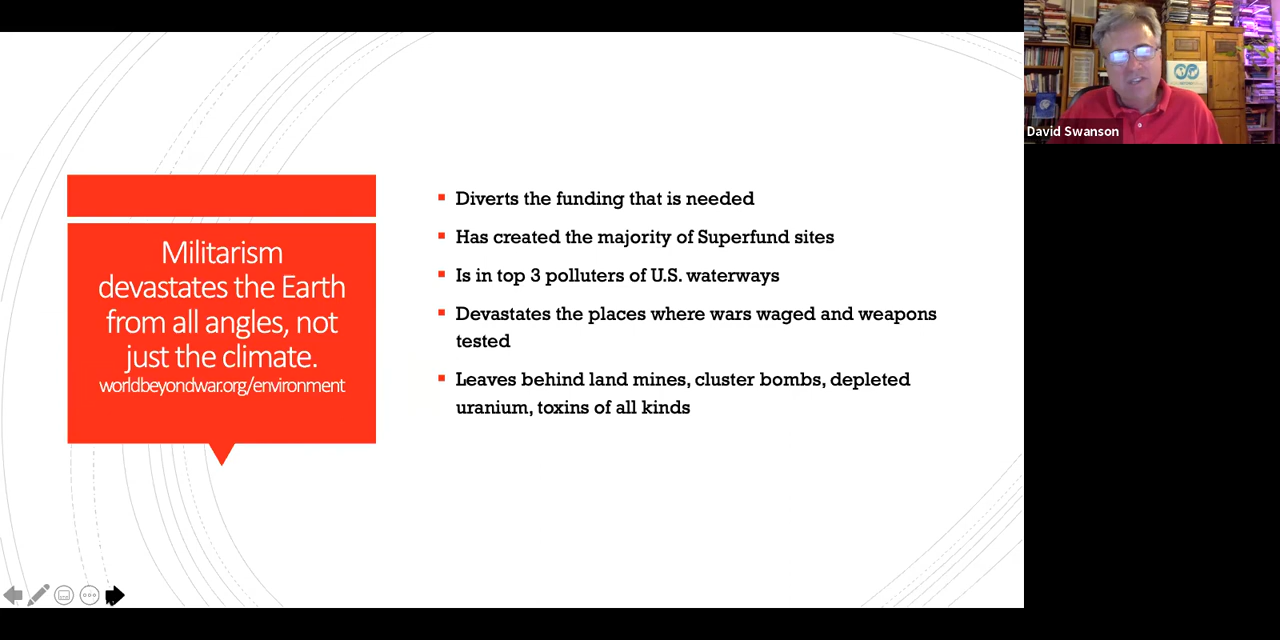 Militarism
devastates the Earth
from all angles, not
just the climate.
worldbeyondwar.org/environment
Diverts the funding that is needed
Has created the majority of Superfund sites
Is in top 3 polluters of U.S. waterways
Devastates the places where wars waged and weapons
tested
Leaves behind land mines, cluster bombs, depleted
uranium, toxins of all kinds
David Swanson